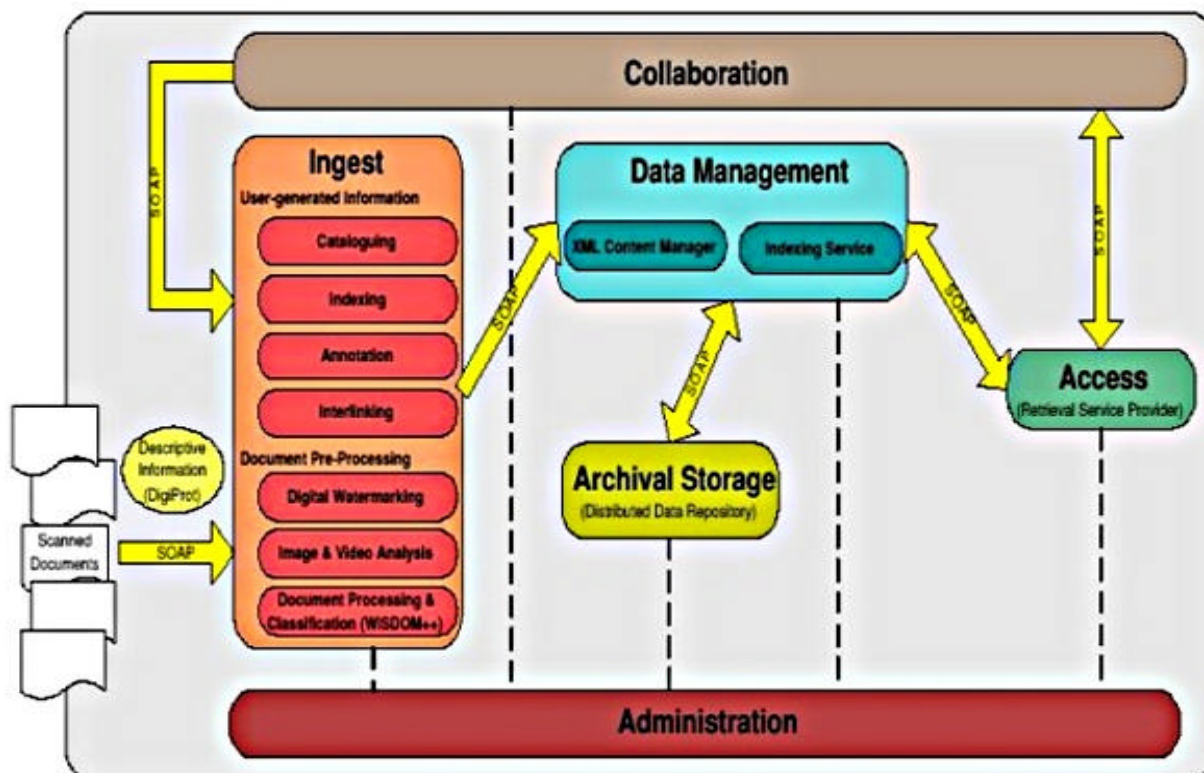 Collaboration
SOAP
Ingest
User-generated Information
Cataloguing
Indexing
Annotation
Interlinking
Document Pre-Processing
Digital Watermarking
Image & Video Analysis
Document Processing &
Classification (WISDOM++)
SOAP
Data Management
XML Content Manager
Indexing Service
SOAP
Archival Storage
(Distributed Data Repository)
SOAP
SOAP
Access
(Retrieval Service Provider)
Descriptive
Information
(DigiProt)
Scanned
Documents
SOAP
Administration